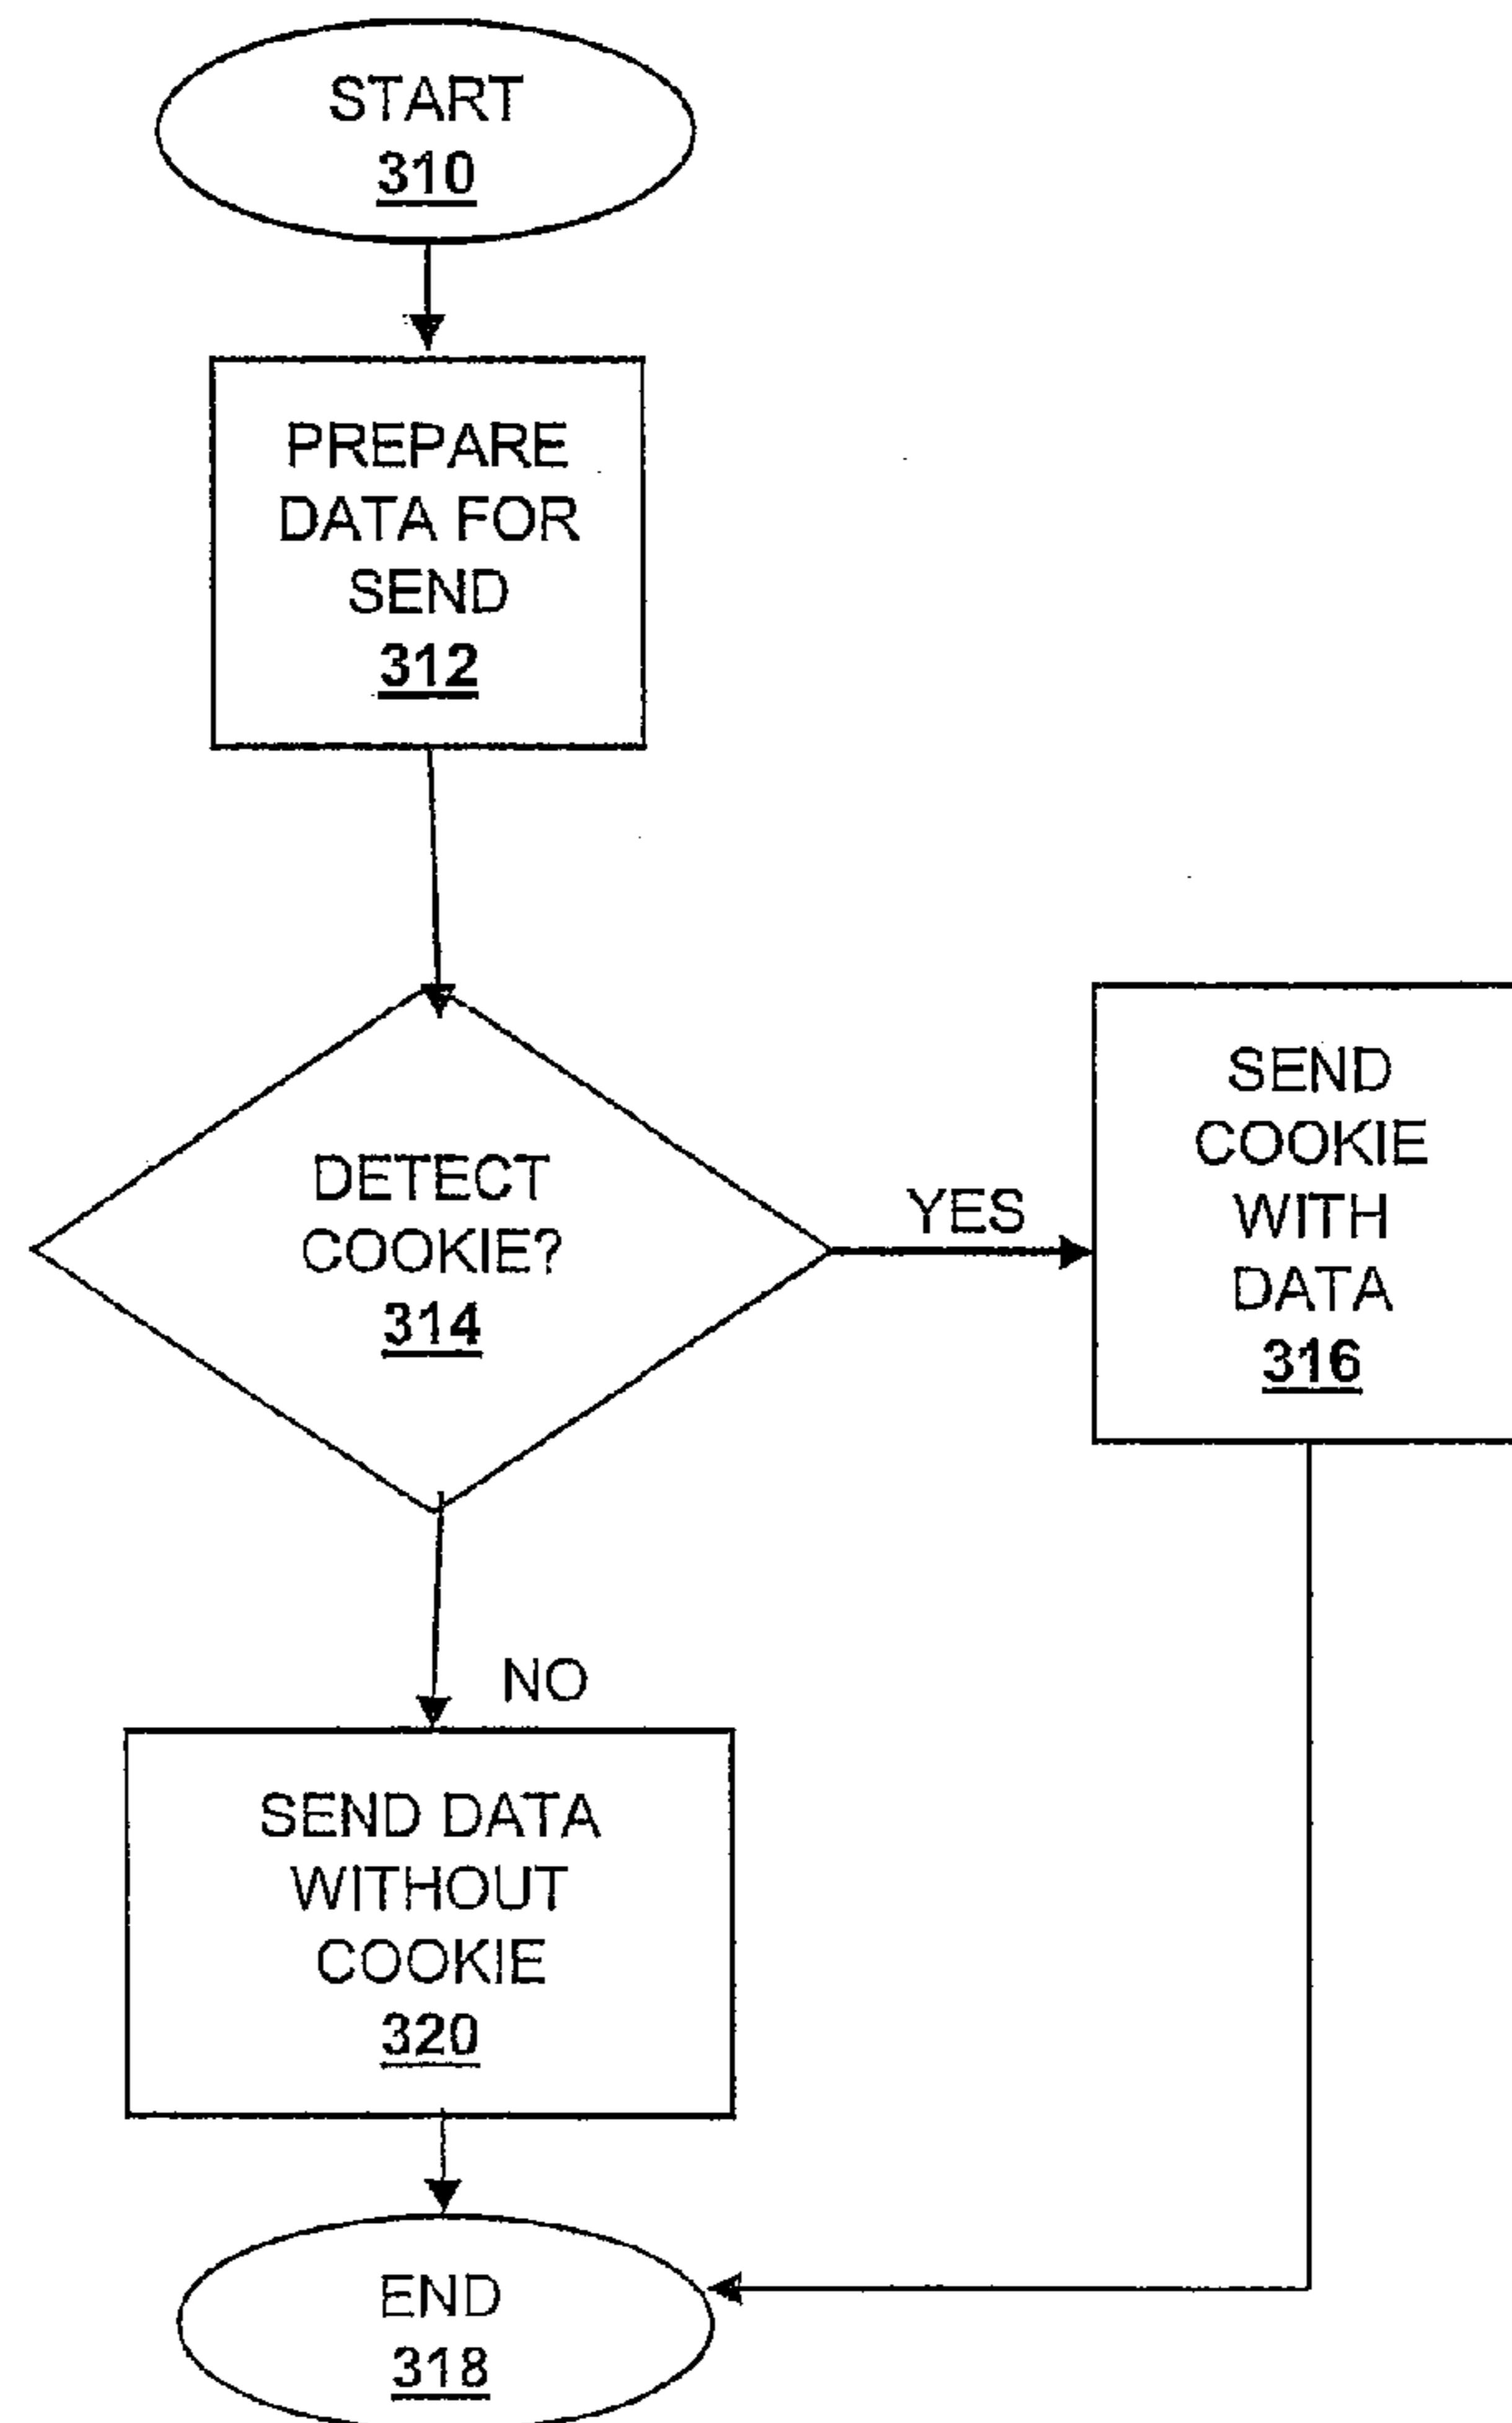 START
310
PREPARE
DATA FOR
SEND
312
DETECT
COOKIE?
314
YES
SEND
COOKIE
WITH
DATA
316
NO
SEND DATA
WITHOUT
COOKIE
320
END
318